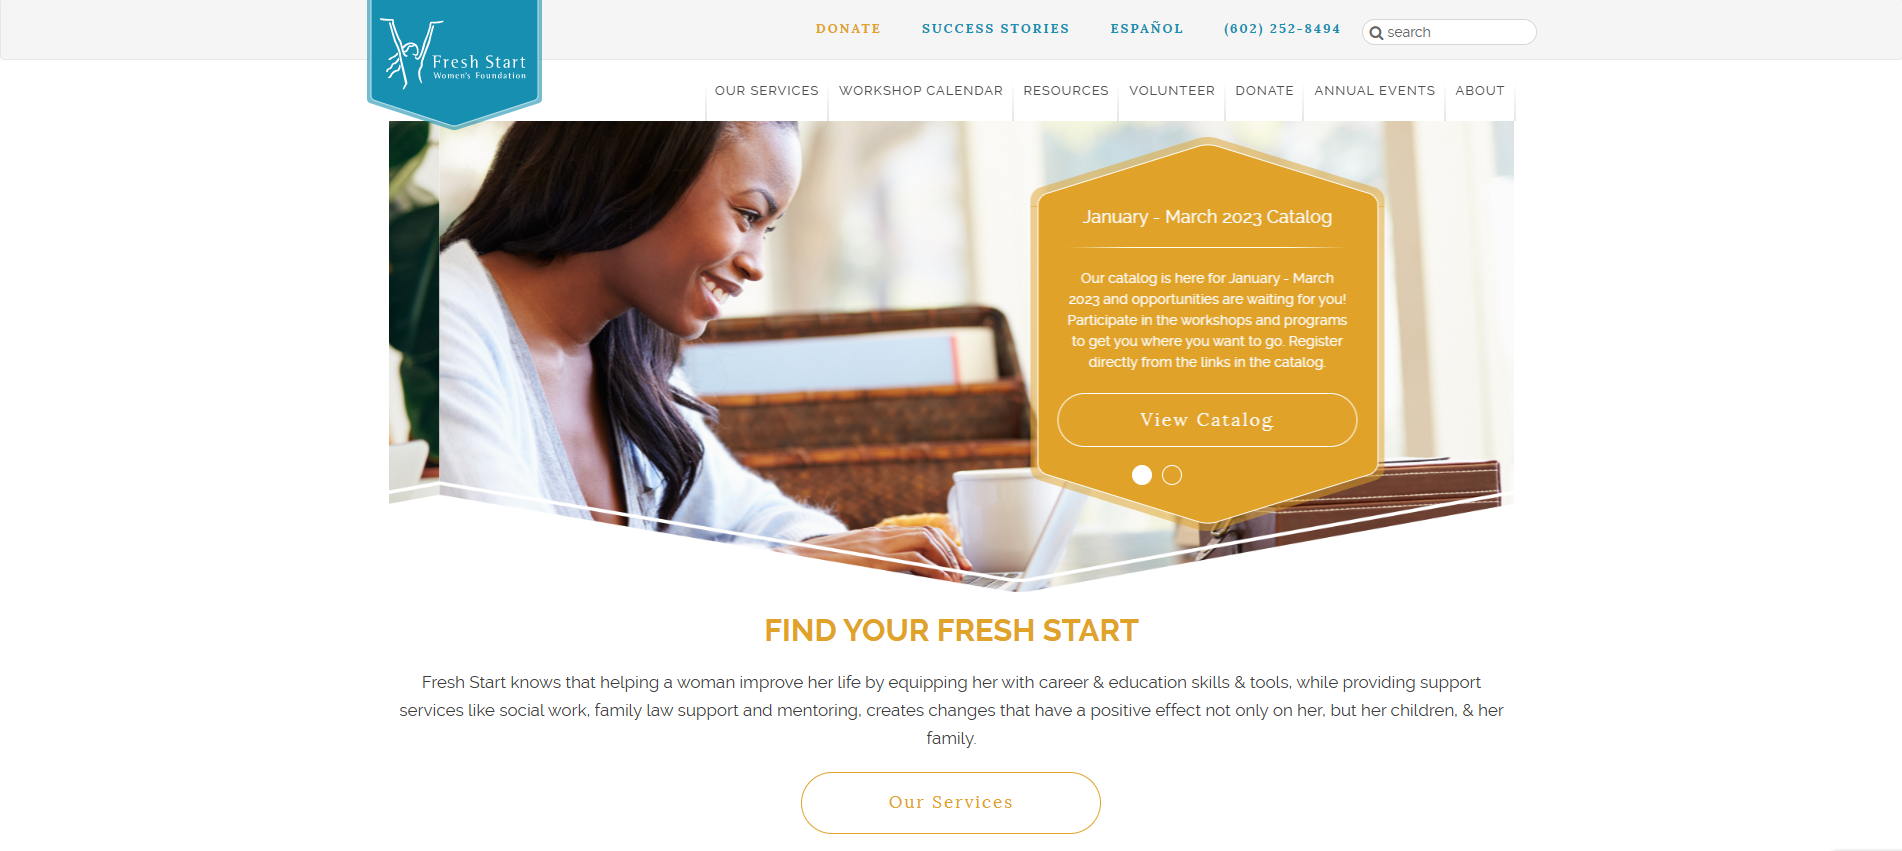 Fresh Start
Women's Foundation
DONATE
SUCCESS STORIES
ESPAÑOL
(602) 252-8494
search
OUR SERVICES
WORKSHOP CALENDAR
RESOURCES
VOLUNTEER
DONATE
ANNUAL EVENTS
ABOUT
January - March 2023 Catalog
Our catalog is here for January - March
2023 and opportunities are waiting for you!
Participate in the workshops and programs
to get you where you want to go. Register
directly from the links in the catalog.
View Catalog
FIND YOUR FRESH START
Fresh Start knows that helping a woman improve her life by equipping her with career & education skills & tools, while providing support
services like social work, family law support and mentoring, creates changes that have a positive effect not only on her, but her children, & her
family.
Our Services